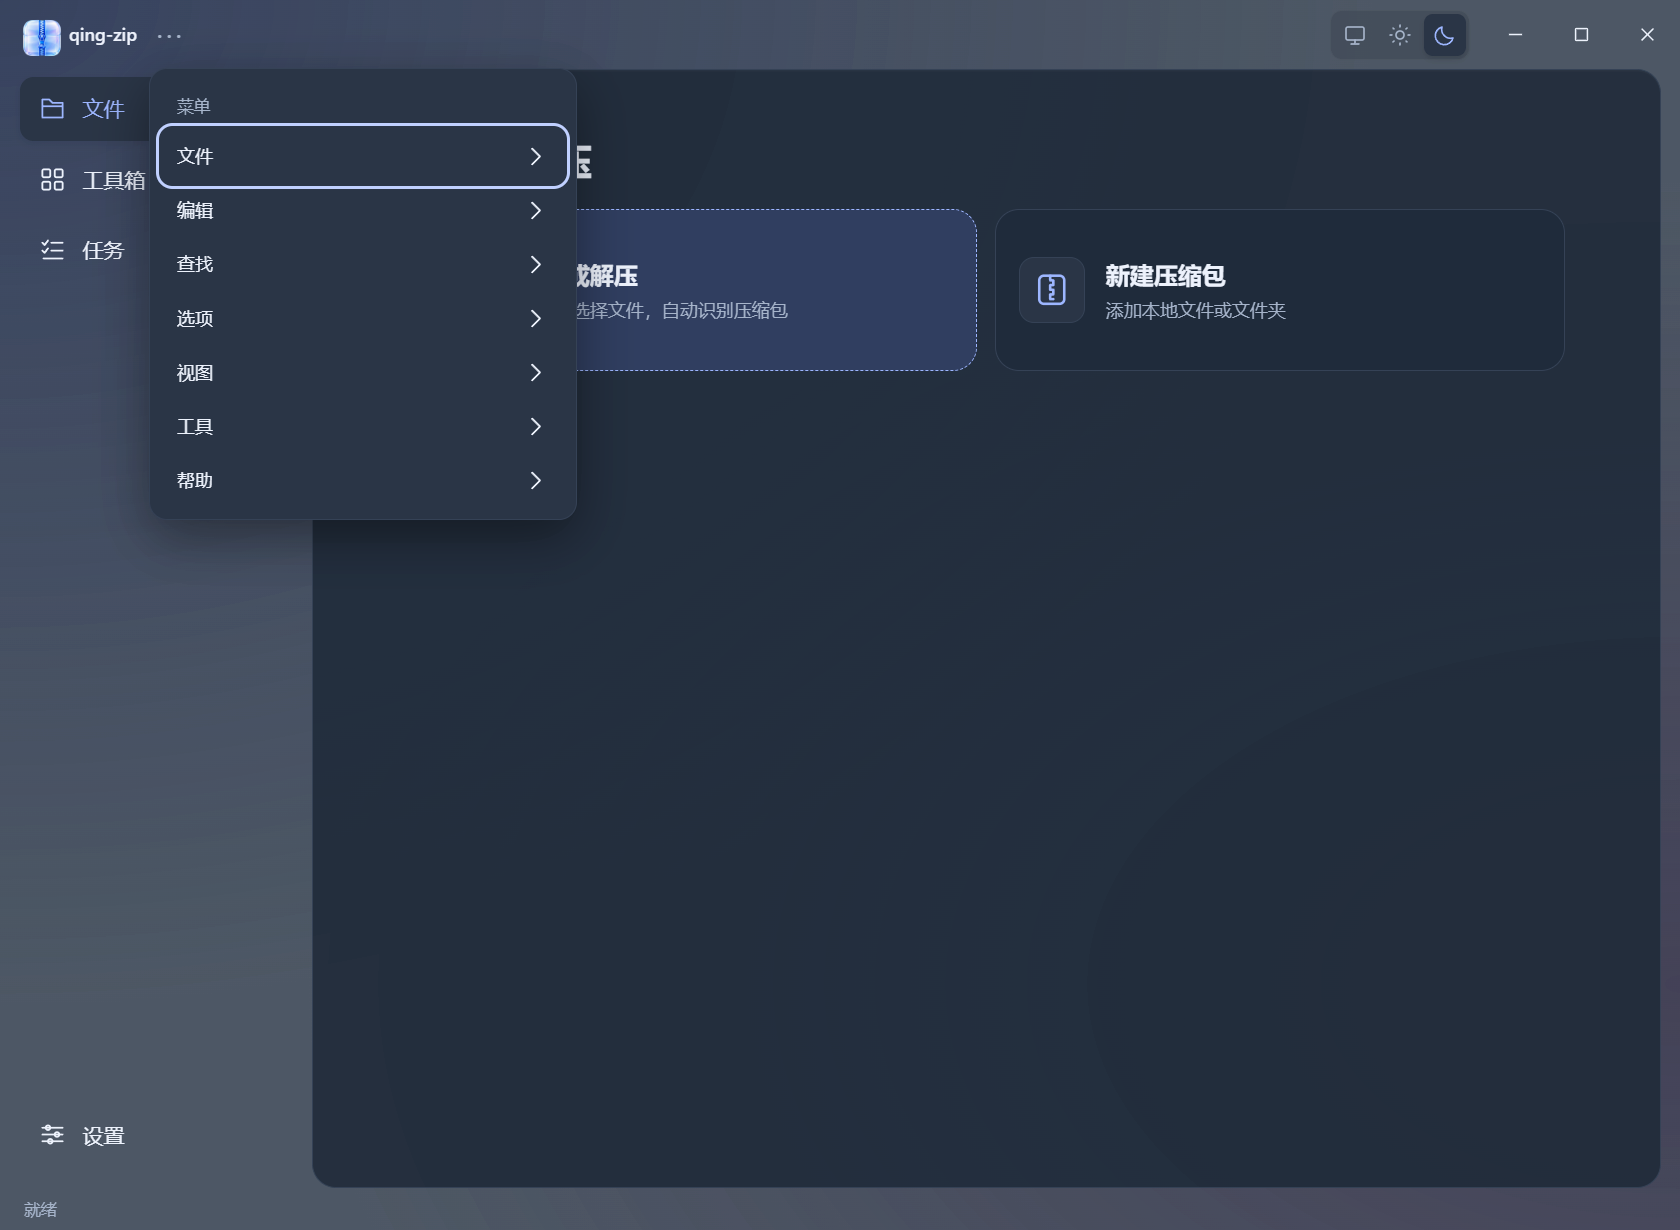 qing-zip ...
文件
工具箱
任务
菜单
文件
编辑
查找
选项
视图
工具
帮助
解压
选择文件，自动识别压缩包
新建压缩包
添加本地文件或文件夹
设置
就绪